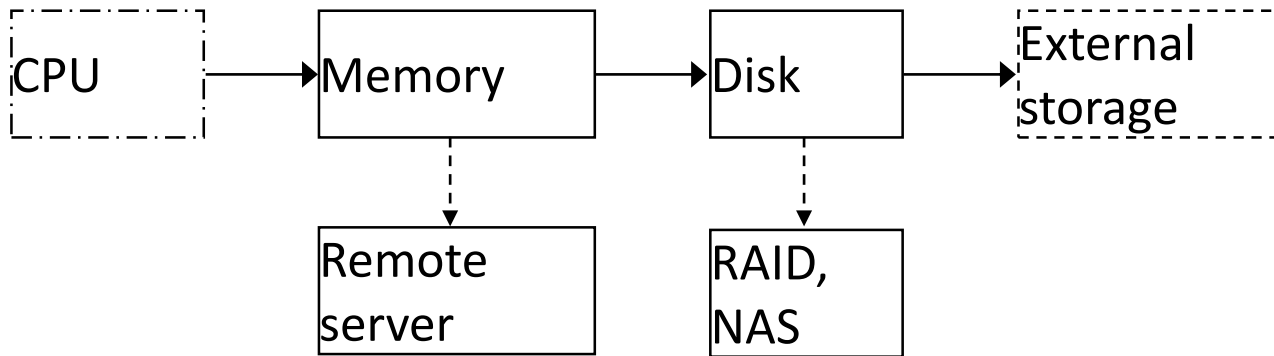 CPU
Memory
Disk
External
storage
Remote
server
RAID,
NAS